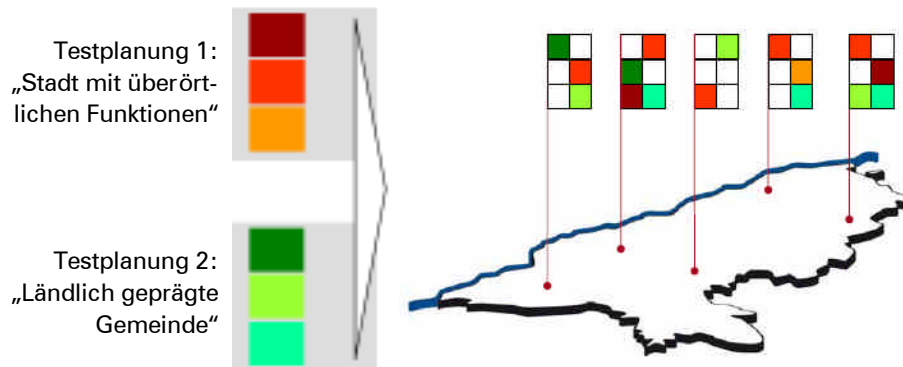 Testplanung 1:
„Stadt mit überört-
lichen Funktionen“
Testplanung 2:
„Ländlich geprägte
Gemeinde“